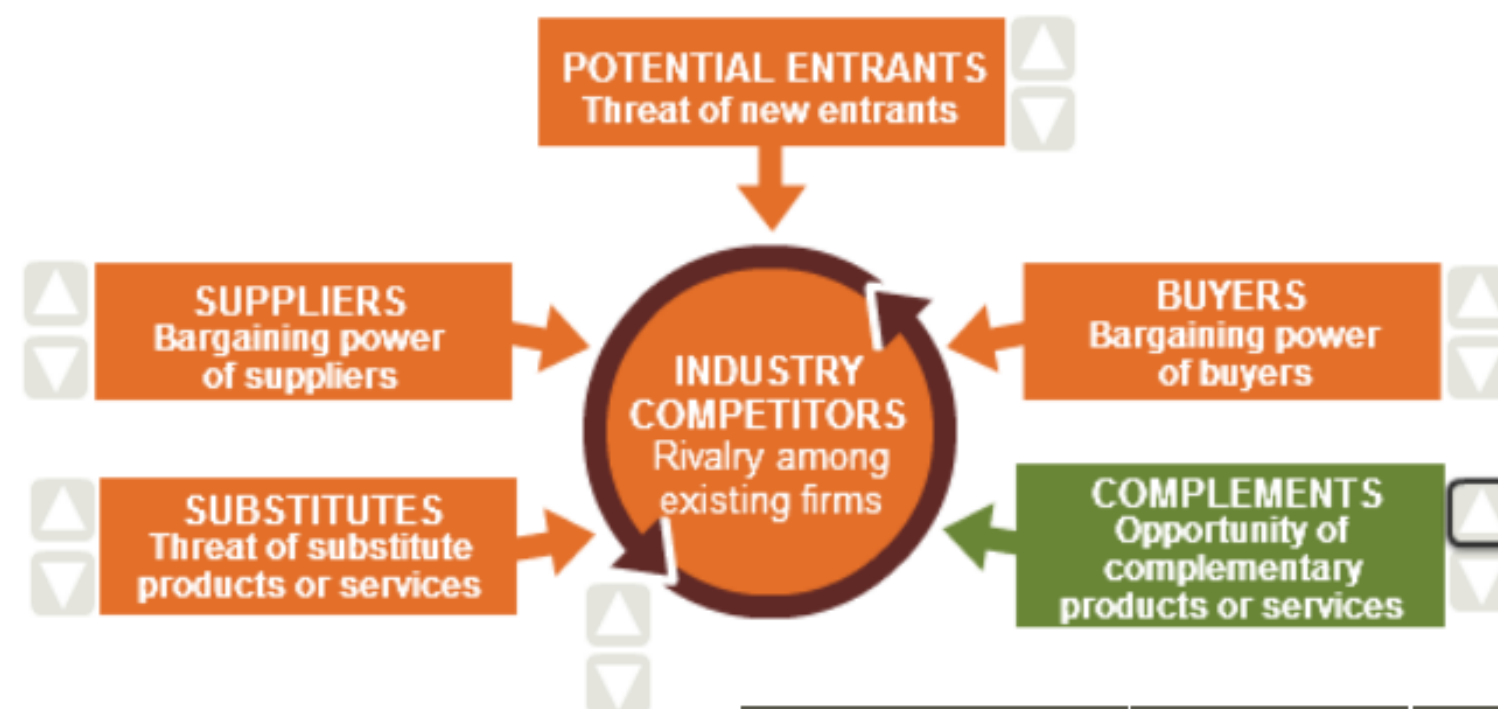 POTENTIAL ENTRANTS
Threat of new entrants
SUPPLIERS
Bargaining power
of suppliers
BUYERS
Bargaining power
of buyers
INDUSTRY
COMPETITORS
Rivalry among
existing firms
SUBSTITUTES
Threat of substitute
products or services
COMPLEMENTS
Opportunity of
complementary
products or services